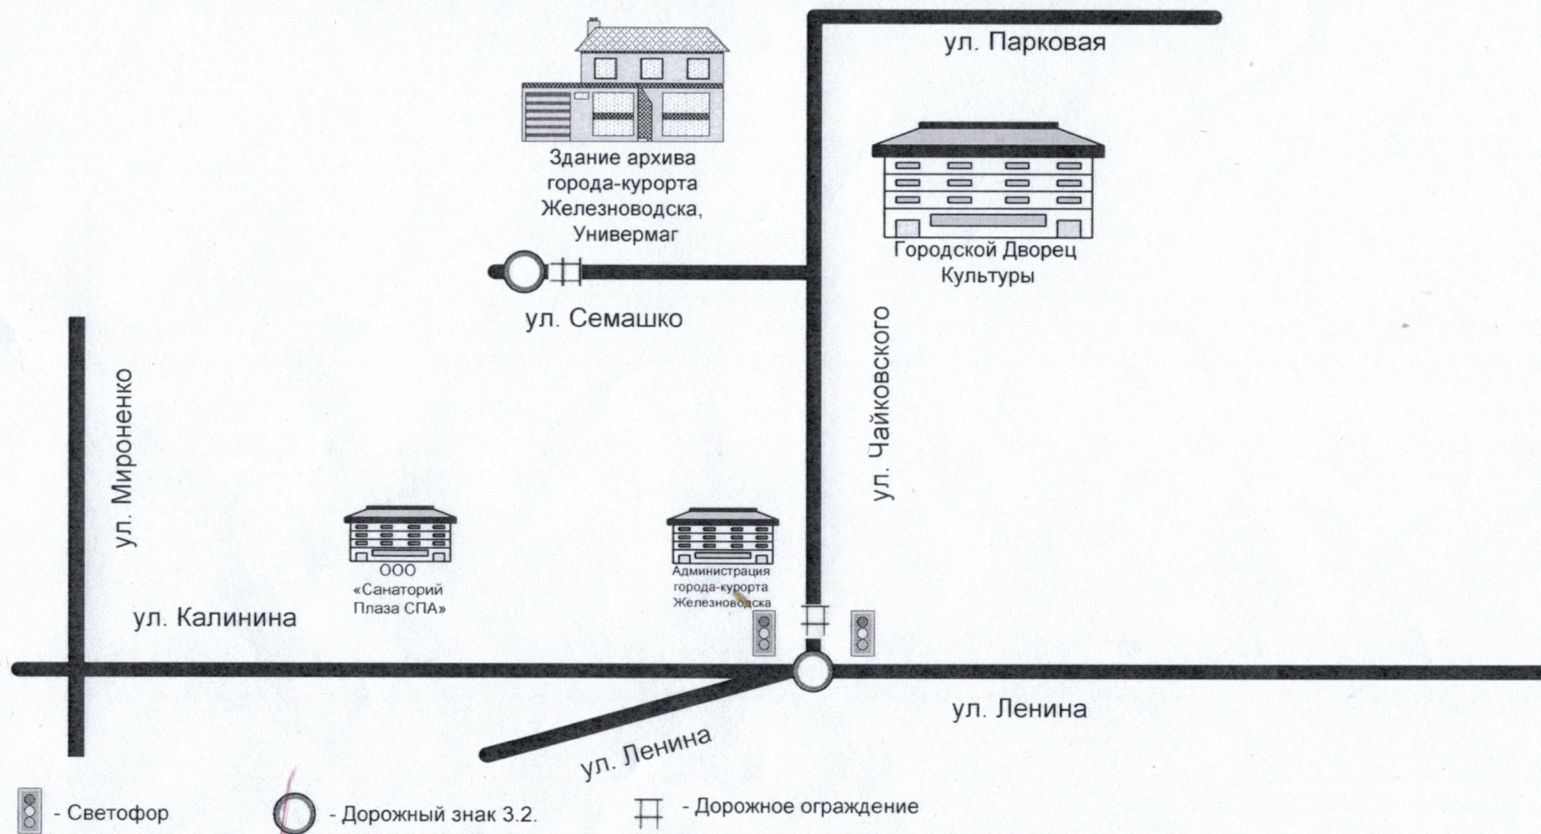 ул. Парковая
Здание архива
города-курорта
Железноводска,
Универмаг
Городской Дворец
Культуры
ул. Семашко
ул. Чайковского
ул. Мироненко
ООО
«Санаторий
Плаза СПА»
Администрация
города-курорта
Железноводска
ул. Калинина
ул. Ленина
ул. Ленина
- Светофор
- Дорожный знак 3.2.
- Дорожное ограждение